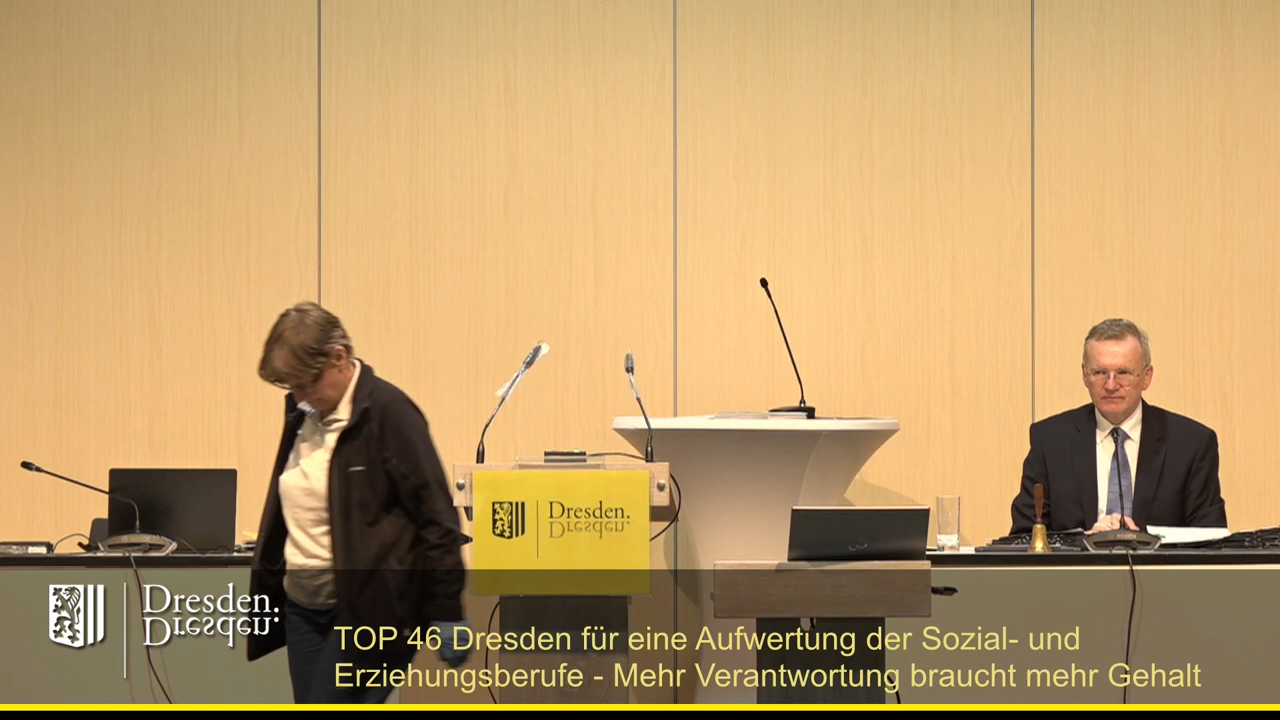 Dresden.
Dresden.
Dresden.
Dresden.
TOP 46 Dresden für eine Aufwertung der Sozial- und
Erziehungsberufe - Mehr Verantwortung braucht mehr Gehalt